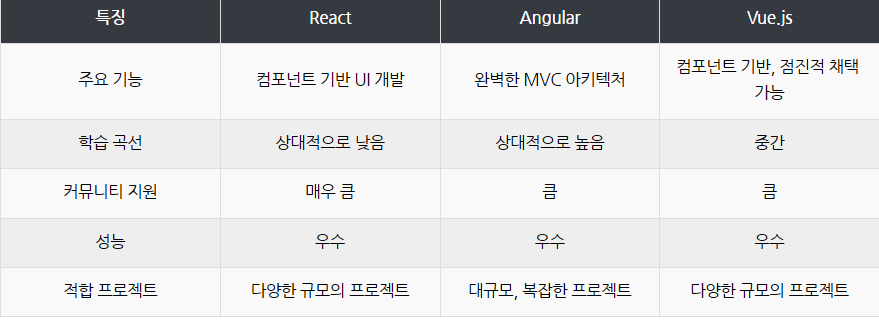 특징 React Angular Vue.js
주요 기능 컴포넌트 기반 UI 개발 완벽한 MVC 아키텍처 컴포넌트 기반, 점진적 채택
가능
학습 곡선 상대적으로 낮음 상대적으로 높음 중간
커뮤니티 지원 매우 큼 큼 큼
성능 우수 우수 우수
적합 프로젝트 다양한 규모의 프로젝트 대규모, 복잡한 프로젝트 다양한 규모의 프로젝트